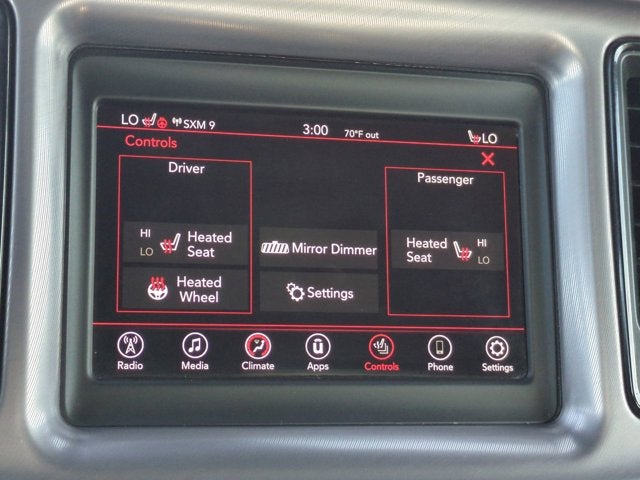 LO SXM 9 3:00 70°F out LO
Controls
Driver
Passenger
HI
LO
Heated
Seat
Mirror Dimmer
Heated
Seat
HI
LO
Heated
Wheel
Settings
Radio Media Climate Apps Controls Phone Settings